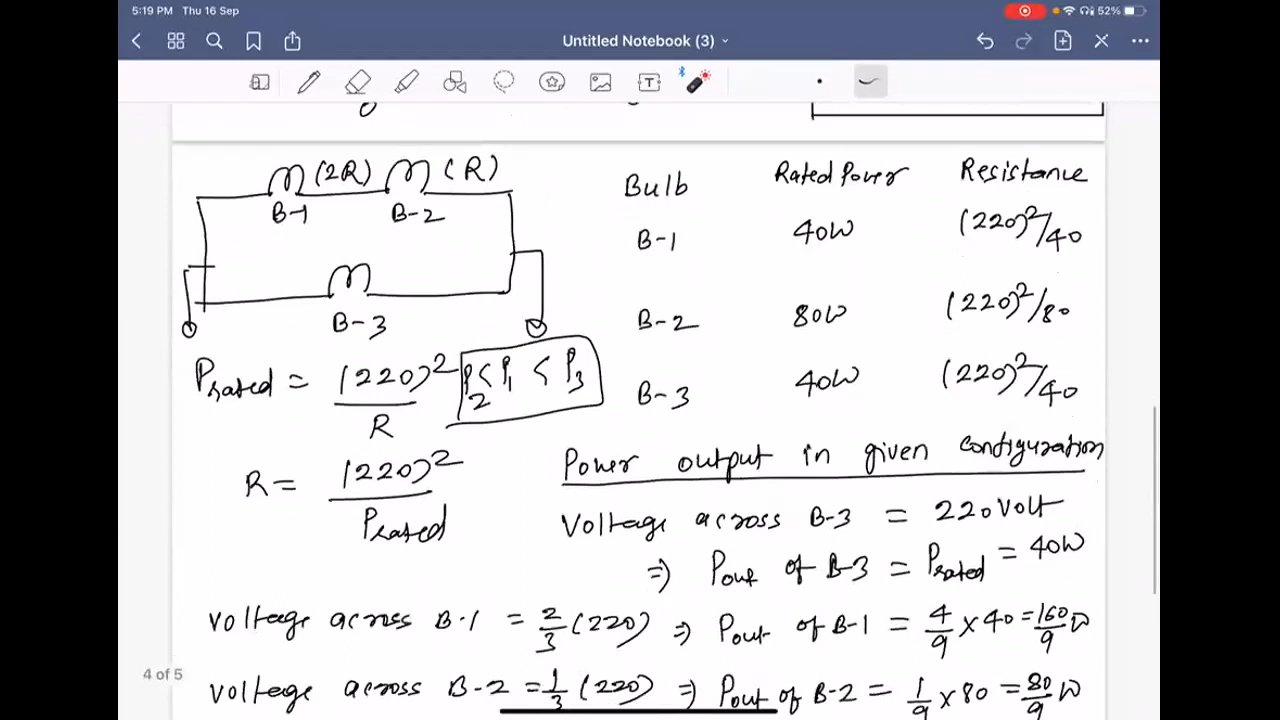 5:19 PM Thu 16 Sep
52%
Untitled Notebook (3)
(2R) (R)
B-1 B-2
B-3
Bulb Rated Power Resistance
B-1 40W (220)²/40
B-2 80W (220)²/80
B-3 40W (220)²/40
Prated = (220)²/R
P2 < P1 < P3
R = (220)²/Prated
Power output in given configuration
Voltage across B-3 = 220 Volt
⇒ Pout of B-3 = Prated = 40W
Voltage across B-1 = 2/3 (220) ⇒ Pout of B-1 = 4/9 × 40 = 160/9 W
4 of 5
Voltage across B-2 = 1/3 (220) ⇒ Pout of B-2 = 1/9 × 80 = 80/9 W